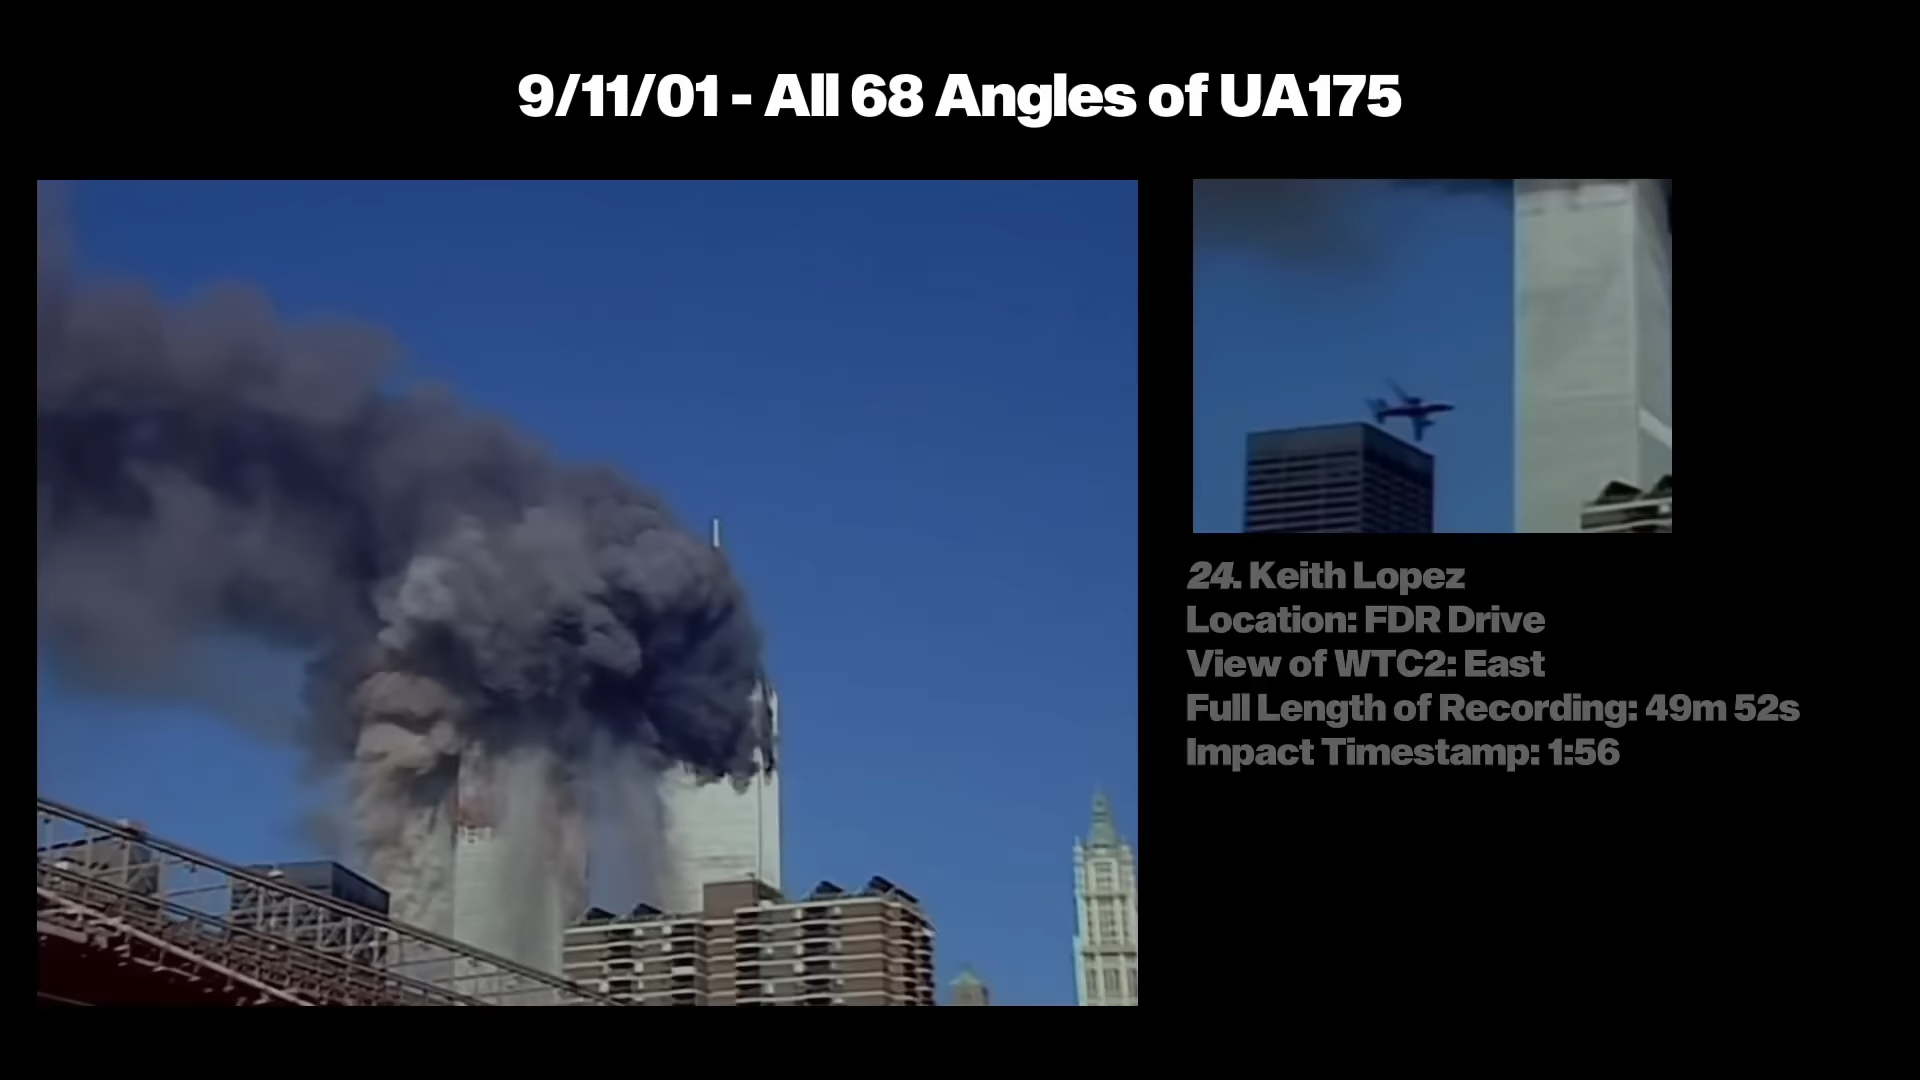 9/11/01 - All 68 Angles of UA175
24. Keith Lopez
Location: FDR Drive
View of WTC2: East
Full Length of Recording: 49m 52s
Impact Timestamp: 1:56